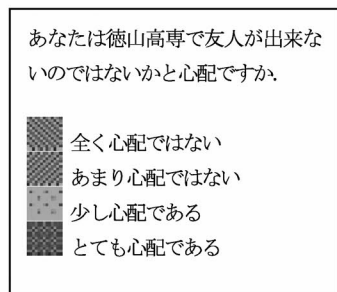 あなたは徳山高専で友人が出来な
いのではないかと心配ですか.
全く心配ではない
あまり心配ではない
少し心配である
とても心配である